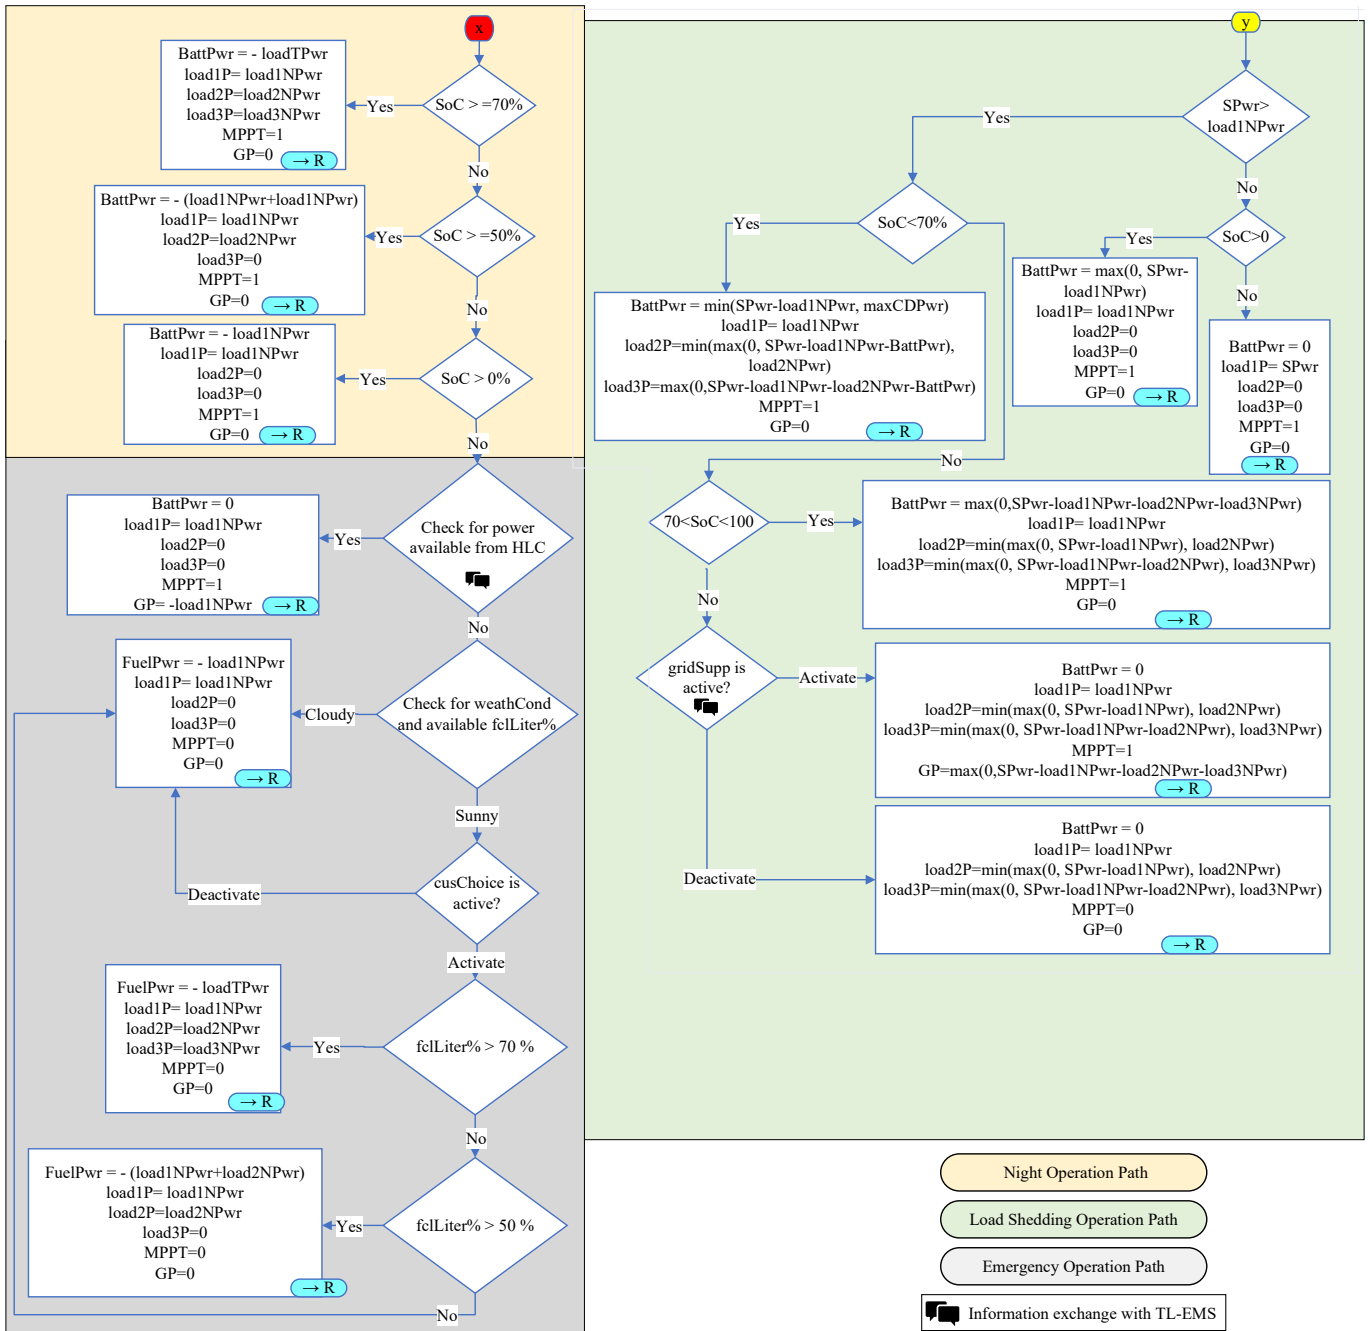 x
BattPwr = - loadTPwr
load1P= load1NPwr
load2P=load2NPwr
load3P=load3NPwr
MPPT=1
GP=0
→ R
Yes
SoC > =70%
No
BattPwr = - (load1NPwr+load1NPwr)
load1P= load1NPwr
load2P=load2NPwr
load3P=0
MPPT=1
GP=0
→ R
Yes
SoC > =50%
No
BattPwr = - load1NPwr
load1P= load1NPwr
load2P=0
load3P=0
MPPT=1
GP=0
→ R
Yes
SoC > 0%
No
BattPwr = 0
load1P= load1NPwr
load2P=0
load3P=0
MPPT=1
GP= -load1NPwr
→ R
Yes
Check for power
available from HLC
No
FuelPwr = - load1NPwr
load1P= load1NPwr
load2P=0
load3P=0
MPPT=0
GP=0
→ R
Cloudy
Check for weathCond
and available fclLiter%
Sunny
Deactivate
cusChoice is
active?
Activate
FuelPwr = - loadTPwr
load1P= load1NPwr
load2P=load2NPwr
load3P=load3NPwr
MPPT=0
GP=0
→ R
Yes
fclLiter% > 70 %
No
FuelPwr = - (load1NPwr+load2NPwr)
load1P= load1NPwr
load2P=load2NPwr
load3P=0
MPPT=0
GP=0
→ R
Yes
fclLiter% > 50 %
No
y
SPwr>
load1NPwr
Yes
No
SoC<70%
Yes
SoC>0
Yes
No
BattPwr = min(SPwr-load1NPwr, maxCDPwr)
load1P= load1NPwr
load2P=min(max(0, SPwr-load1NPwr-BattPwr),
load2NPwr)
load3P=max(0,SPwr-load1NPwr-load2NPwr-BattPwr)
MPPT=1
GP=0
→ R
BattPwr = max(0, SPwr-
load1NPwr)
load1P= load1NPwr
load2P=0
load3P=0
MPPT=1
GP=0
→ R
BattPwr = 0
load1P= SPwr
load2P=0
load3P=0
MPPT=1
GP=0
→ R
No
70<SoC<100
Yes
BattPwr = max(0,SPwr-load1NPwr-load2NPwr-load3NPwr)
load1P= load1NPwr
load2P=min(max(0, SPwr-load1NPwr), load2NPwr)
load3P=min(max(0, SPwr-load1NPwr-load2NPwr), load3NPwr)
MPPT=1
GP=0
→ R
No
gridSupp is
active?
Activate
BattPwr = 0
load1P= load1NPwr
load2P=min(max(0, SPwr-load1NPwr), load2NPwr)
load3P=min(max(0, SPwr-load1NPwr-load2NPwr), load3NPwr)
MPPT=1
GP=max(0,SPwr-load1NPwr-load2NPwr-load3NPwr)
→ R
Deactivate
BattPwr = 0
load1P= load1NPwr
load2P=min(max(0, SPwr-load1NPwr), load2NPwr)
load3P=min(max(0, SPwr-load1NPwr-load2NPwr), load3NPwr)
MPPT=0
GP=0
→ R
Night Operation Path
Load Shedding Operation Path
Emergency Operation Path
Information exchange with TL-EMS